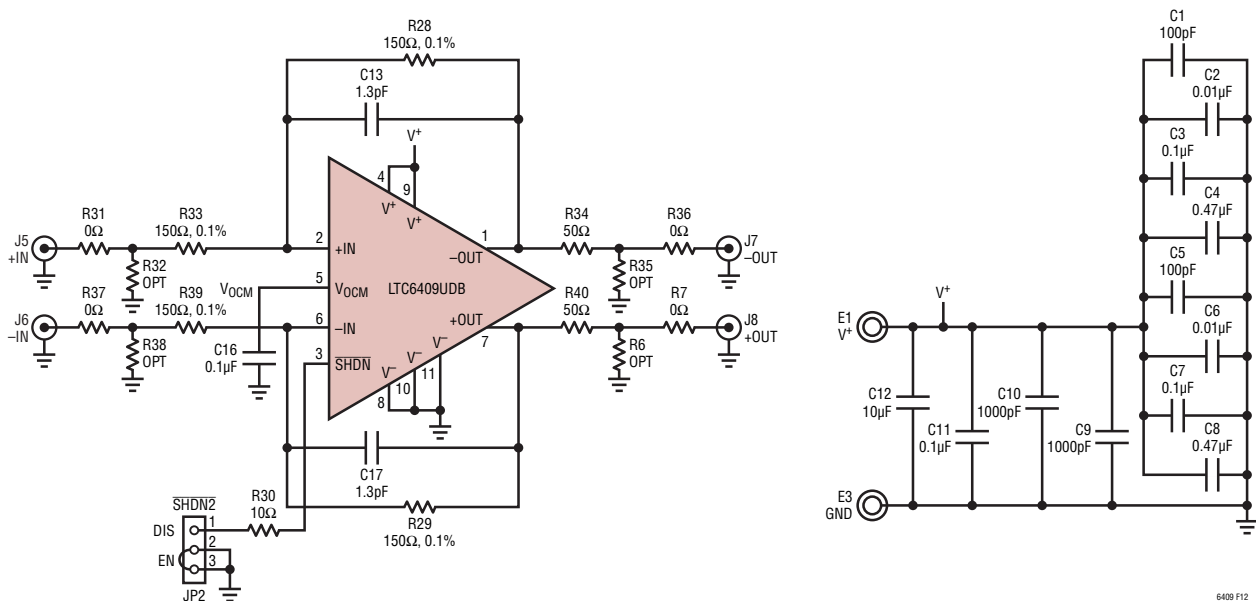 R28
150Ω, 0.1%
C13
1.3pF
V+
4
9
V+
V+
J5
+IN
R31
0Ω
R33
150Ω, 0.1%
R32
OPT
2
+IN
1
–OUT
R34
50Ω
R36
0Ω
J7
–OUT
R35
OPT
VOCM
5
VOCM
LTC6409UDB
J6
–IN
R37
0Ω
R39
150Ω, 0.1%
R38
OPT
6
–IN
+OUT
7
R40
50Ω
R7
0Ω
J8
+OUT
R6
OPT
C16
0.1µF
3
SHDN
V–
V–
V–
8
10
11
C17
1.3pF
R29
150Ω, 0.1%
SHDN2
R30
10Ω
DIS
1
2
EN
3
JP2
C1
100pF
C2
0.01µF
C3
0.1µF
C4
0.47µF
C5
100pF
C6
0.01µF
C7
0.1µF
C8
0.47µF
E1
V+
V+
C12
10µF
C11
0.1µF
C10
1000pF
C9
1000pF
E3
GND
6409 F12